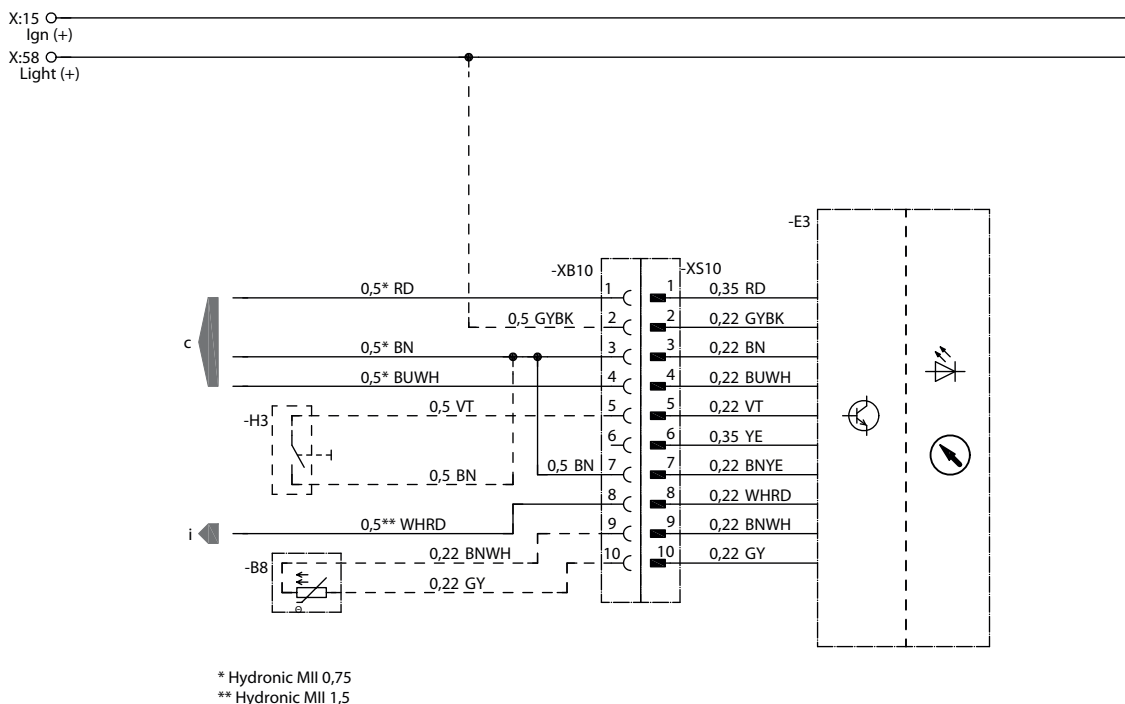 X:15
Ign (+)
X:58
Light (+)
-E3
-XB10 -XS10
0,5* RD 1 1 0,35 RD
0,5 GYBK 2 2 0,22 GYBK
c
0,5* BN 3 3 0,22 BN
0,5* BUWH 4 4 0,22 BUWH
-H3
0,5 VT 5 5 0,22 VT
6 6 0,35 YE
0,5 BN 0,5 BN 7 7 0,22 BNYE
8 8 0,22 WHRD
i 0,5** WHRD 9 9 0,22 BNWH
0,22 BNWH 10 10 0,22 GY
-B8
0,22 GY
ϴ
* Hydronic MII 0,75
** Hydronic MII 1,5